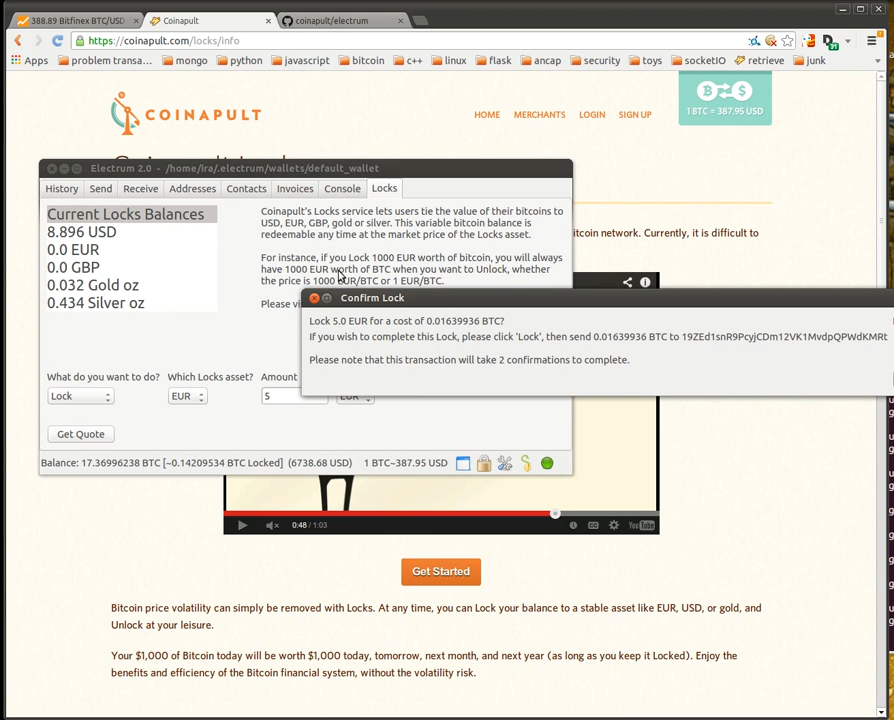 388.89 Bitfinex BTC/USD
Coinapult
coinapult/electrum
https://coinapult.com/locks/info
Apps problem transa... mongo python javascript bitcoin c++ linux flask ancap security toys socketIO retrieve junk
31
COINAPULT
HOME MERCHANTS LOGIN SIGN UP
1 BTC = 387.95 USD
Electrum 2.0 - /home/ira/.electrum/wallets/default_wallet
History Send Receive Addresses Contacts Invoices Console Locks
Current Locks Balances
8.896 USD
0.0 EUR
0.0 GBP
0.032 Gold oz
0.434 Silver oz
Coinapult's Locks service lets users tie the value of their bitcoins to
USD, EUR, GBP, gold or silver. This variable bitcoin balance is
redeemable any time at the market price of the Locks asset.
For instance, if you Lock 1000 EUR worth of bitcoin, you will always
have 1000 EUR worth of BTC when you want to Unlock, whether
the price is 1000 EUR/BTC or 1 EUR/BTC.
Please vi
itcoin network. Currently, it is difficult to
Confirm Lock
Lock 5.0 EUR for a cost of 0.01639936 BTC?
If you wish to complete this Lock, please click 'Lock', then send 0.01639936 BTC to 19ZEd1snR9PcyjCDm12VK1MvdpQPWdKMRt
Please note that this transaction will take 2 confirmations to complete.
What do you want to do? Which Locks asset? Amount
Lock EUR 5 EUR
Get Quote
Balance: 17.36996238 BTC [~0.14209534 BTC Locked] (6738.68 USD) 1 BTC~387.95 USD
0:48 / 1:03
YouTube
Get Started
Bitcoin price volatility can simply be removed with Locks. At any time, you can Lock your balance to a stable asset like EUR, USD, or gold, and
Unlock at your leisure.
Your $1,000 of Bitcoin today will be worth $1,000 today, tomorrow, next month, and next year (as long as you keep it Locked). Enjoy the
benefits and efficiency of the Bitcoin financial system, without the volatility risk.